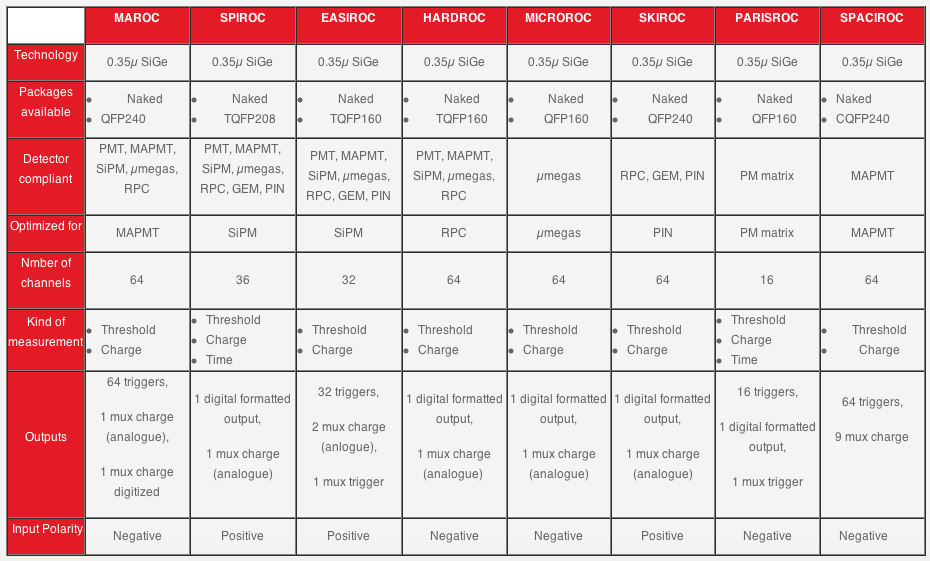 MAROC SPIROC EASIROC HARDROC MICROROC SKIROC PARISROC SPACIROC
Technology 0.35µ SiGe 0.35µ SiGe 0.35µ SiGe 0.35µ SiGe 0.35µ SiGe 0.35µ SiGe 0.35µ SiGe 0.35µ SiGe
Packages available
• Naked
• QFP240
• Naked
• TQFP208
• Naked
• TQFP160
• Naked
• TQFP160
• Naked
• QFP160
• Naked
• QFP240
• Naked
• QFP160
• Naked
• CQFP240
Detector
compliant
PMT, MAPMT,
SiPM, µmegas,
RPC
PMT, MAPMT,
SiPM, µmegas,
RPC, GEM, PIN
PMT, MAPMT,
SiPM, µmegas,
RPC, GEM, PIN
PMT, MAPMT,
SiPM, µmegas,
RPC
µmegas
RPC, GEM, PIN
PM matrix
MAPMT
Optimized for MAPMT SiPM SiPM RPC µmegas PIN PM matrix MAPMT
Nmber of
channels
64 36 32 64 64 64 16 64
Kind of
measurement
• Threshold
• Charge
• Threshold
• Charge
• Time
• Threshold
• Charge
• Threshold
• Charge
• Threshold
• Charge
• Threshold
• Charge
• Threshold
• Charge
• Time
• Threshold
• Charge
Outputs
64 triggers,
1 mux charge
(analogue),
1 mux charge
digitized
1 digital formatted
output,
1 mux charge
(analogue)
32 triggers,
2 mux charge
(anlogue),
1 mux trigger
1 digital formatted
output,
1 mux charge
(analogue)
1 digital formatted
output,
1 mux charge
(analogue)
1 digital formatted
output,
1 mux charge
(analogue)
16 triggers,
1 digital formatted
output,
1 mux trigger
64 triggers,
9 mux charge
Input Polarity Negative Positive Positive Negative Negative Positive Negative Negative